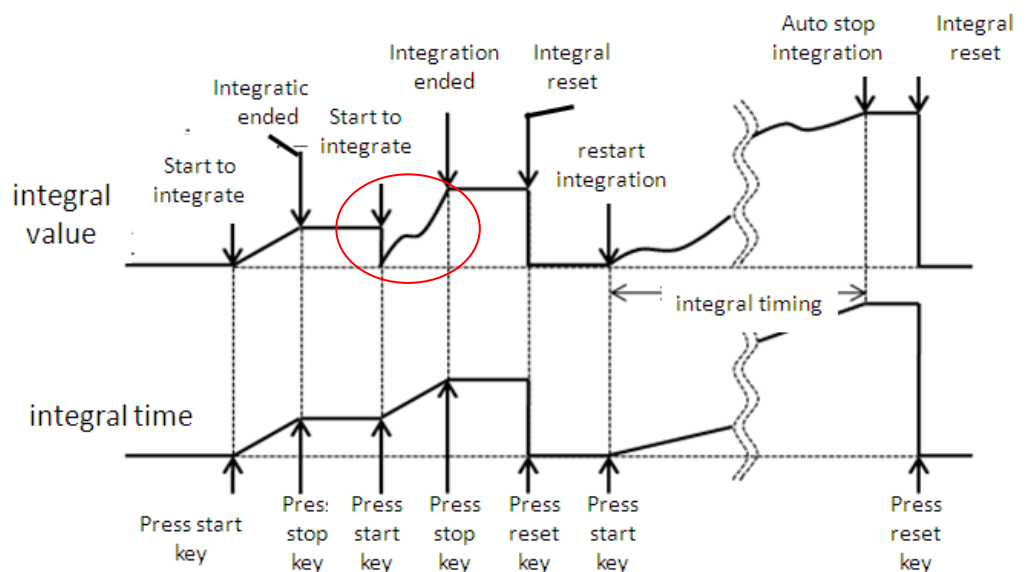 Auto stop
integration
Integral
reset
Integration
ended
Integral
reset
Integratic
ended
Start to
integrate
Start to
integrate
restart
integration
integral
value
integral timing
integral time
Press start
key
Pres:
stop
key
Press
start
key
Press
stop
key
Press
reset
key
Press
start
key
Press
reset
key